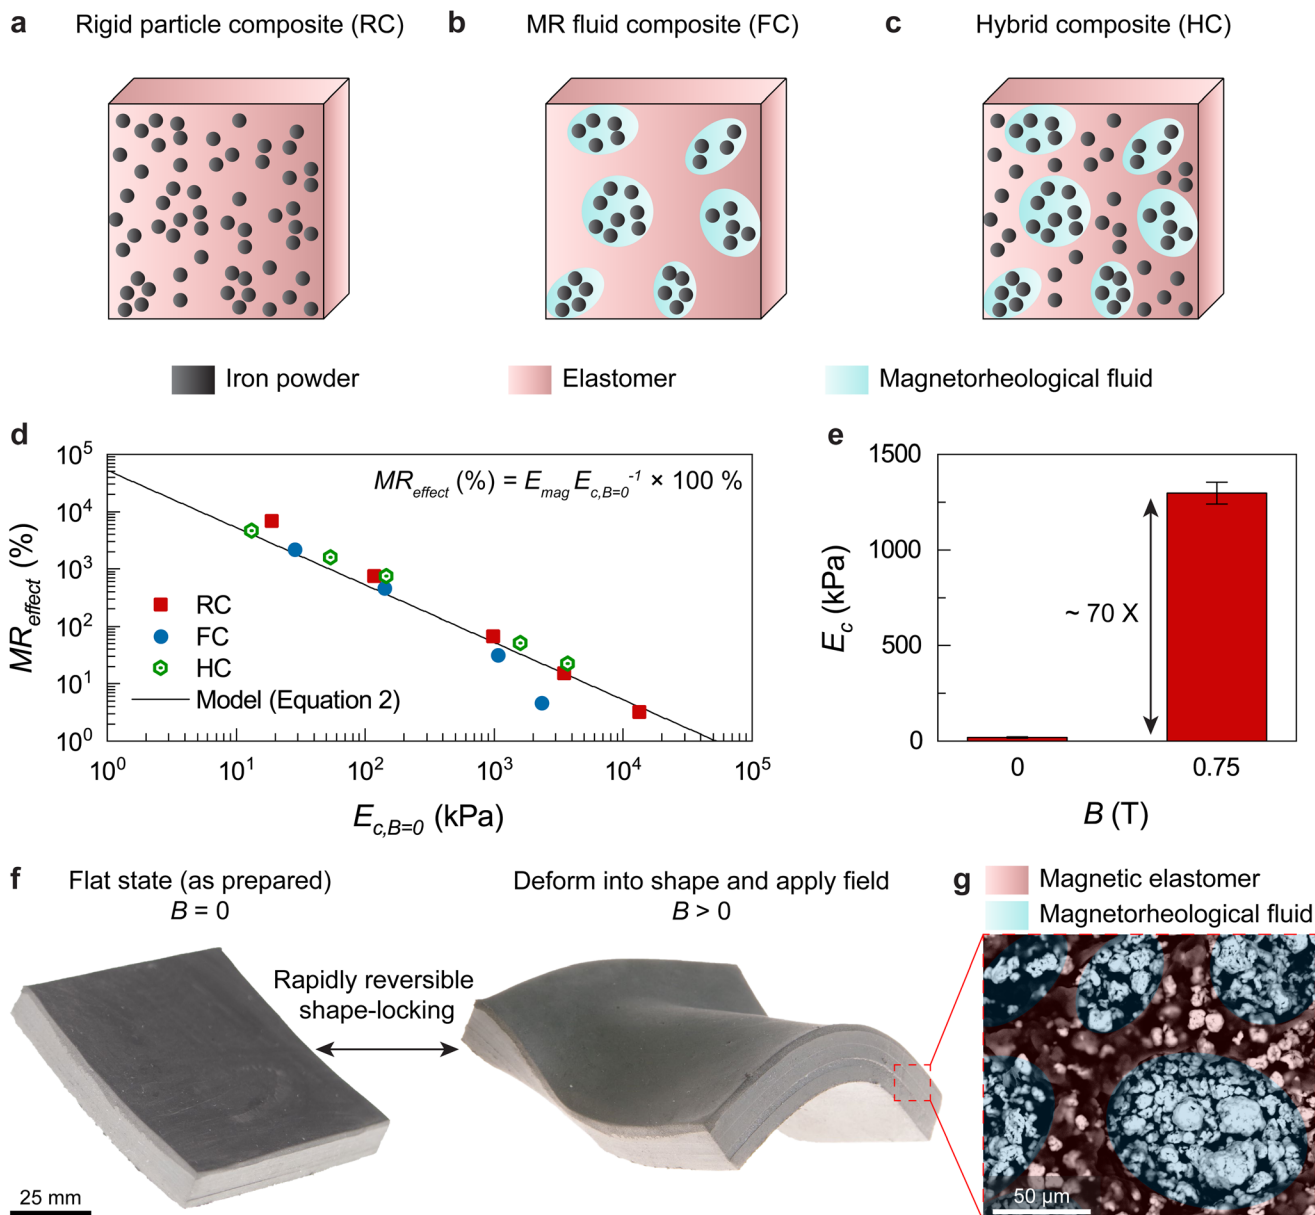 a Rigid particle composite (RC)
b MR fluid composite (FC)
c Hybrid composite (HC)
Iron powder
Elastomer
Magnetorheological fluid
d
MR_effect (%) = E_mag E_c,B=0^-1 × 100 %
MR_effect (%)
10^5
10^4
10^3
10^2
10^1
10^0
RC
FC
HC
Model (Equation 2)
10^0 10^1 10^2 10^3 10^4 10^5
E_c,B=0 (kPa)
e
E_c (kPa)
1500
1000
500
0
~ 70 X
0 0.75
B (T)
f
Flat state (as prepared)
B = 0
Rapidly reversible
shape-locking
Deform into shape and apply field
B > 0
25 mm
g
Magnetic elastomer
Magnetorheological fluid
50 µm